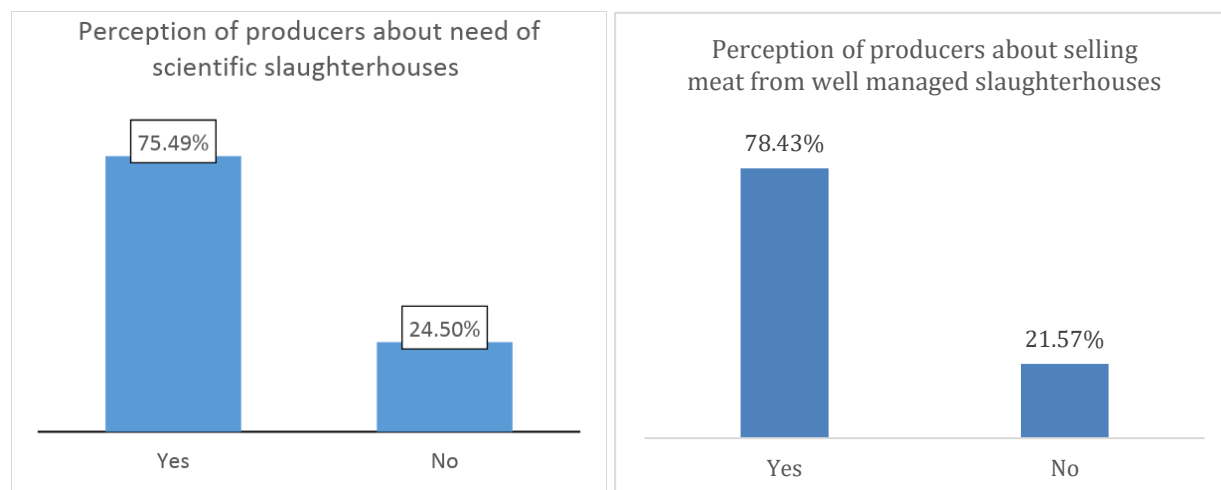 Perception of producers about need of
scientific slaughterhouses
75.49%
24.50%
Yes
No
Perception of producers about selling
meat from well managed slaughterhouses
78.43%
21.57%
Yes
No